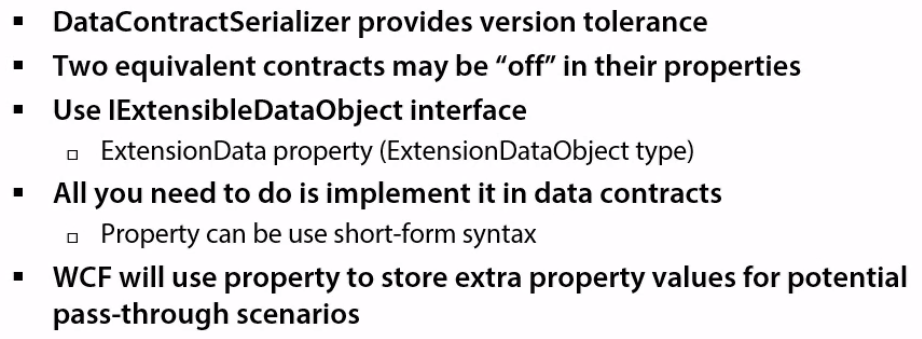 ▪ DataContractSerializer provides version tolerance
▪ Two equivalent contracts may be “off” in their properties
▪ Use IExtensibleDataObject interface
▫ ExtensionData property (ExtensionDataObject type)
▪ All you need to do is implement it in data contracts
▫ Property can be use short-form syntax
▪ WCF will use property to store extra property values for potential
pass-through scenarios